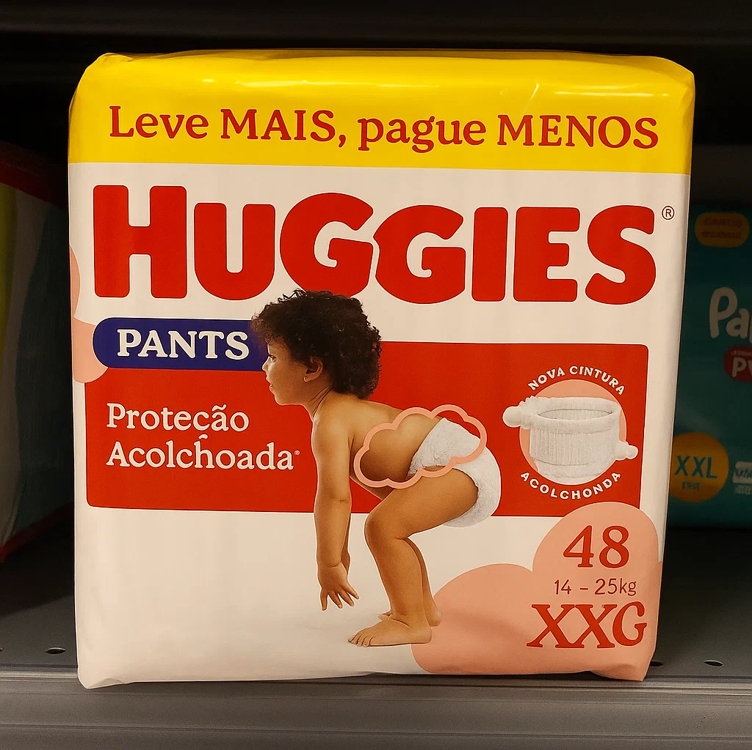 Leve MAIS, pague MENOS
HUGGIES®
PANTS
Proteção
Acolchoada
NOVA CINTURA
ACOLCHONDA
48
14 – 25kg
XXG
XXL